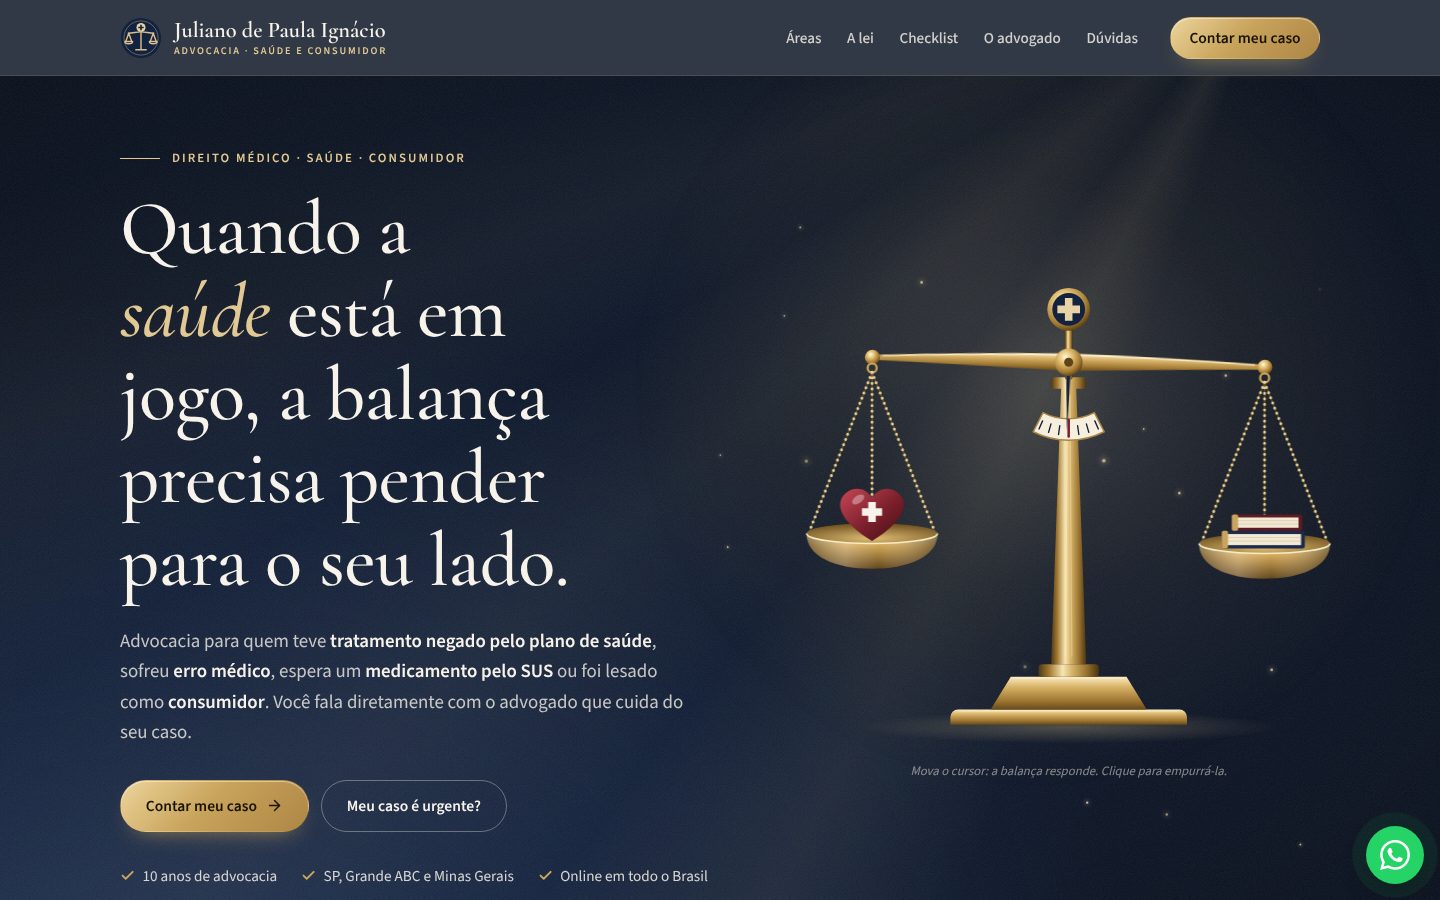 Juliano de Paula Ignácio
ADVOCACIA · SAÚDE E CONSUMIDOR
Áreas
A lei
Checklist
O advogado
Dúvidas
Contar meu caso
DIREITO MÉDICO · SAÚDE · CONSUMIDOR
Quando a
saúde está em
jogo, a balança
precisa pender
para o seu lado.
Advocacia para quem teve tratamento negado pelo plano de saúde,
sofreu erro médico, espera um medicamento pelo SUS ou foi lesado
como consumidor. Você fala diretamente com o advogado que cuida do
seu caso.
Contar meu caso
Meu caso é urgente?
10 anos de advocacia
SP, Grande ABC e Minas Gerais
Online em todo o Brasil
Mova o cursor: a balança responde. Clique para empurrá-la.